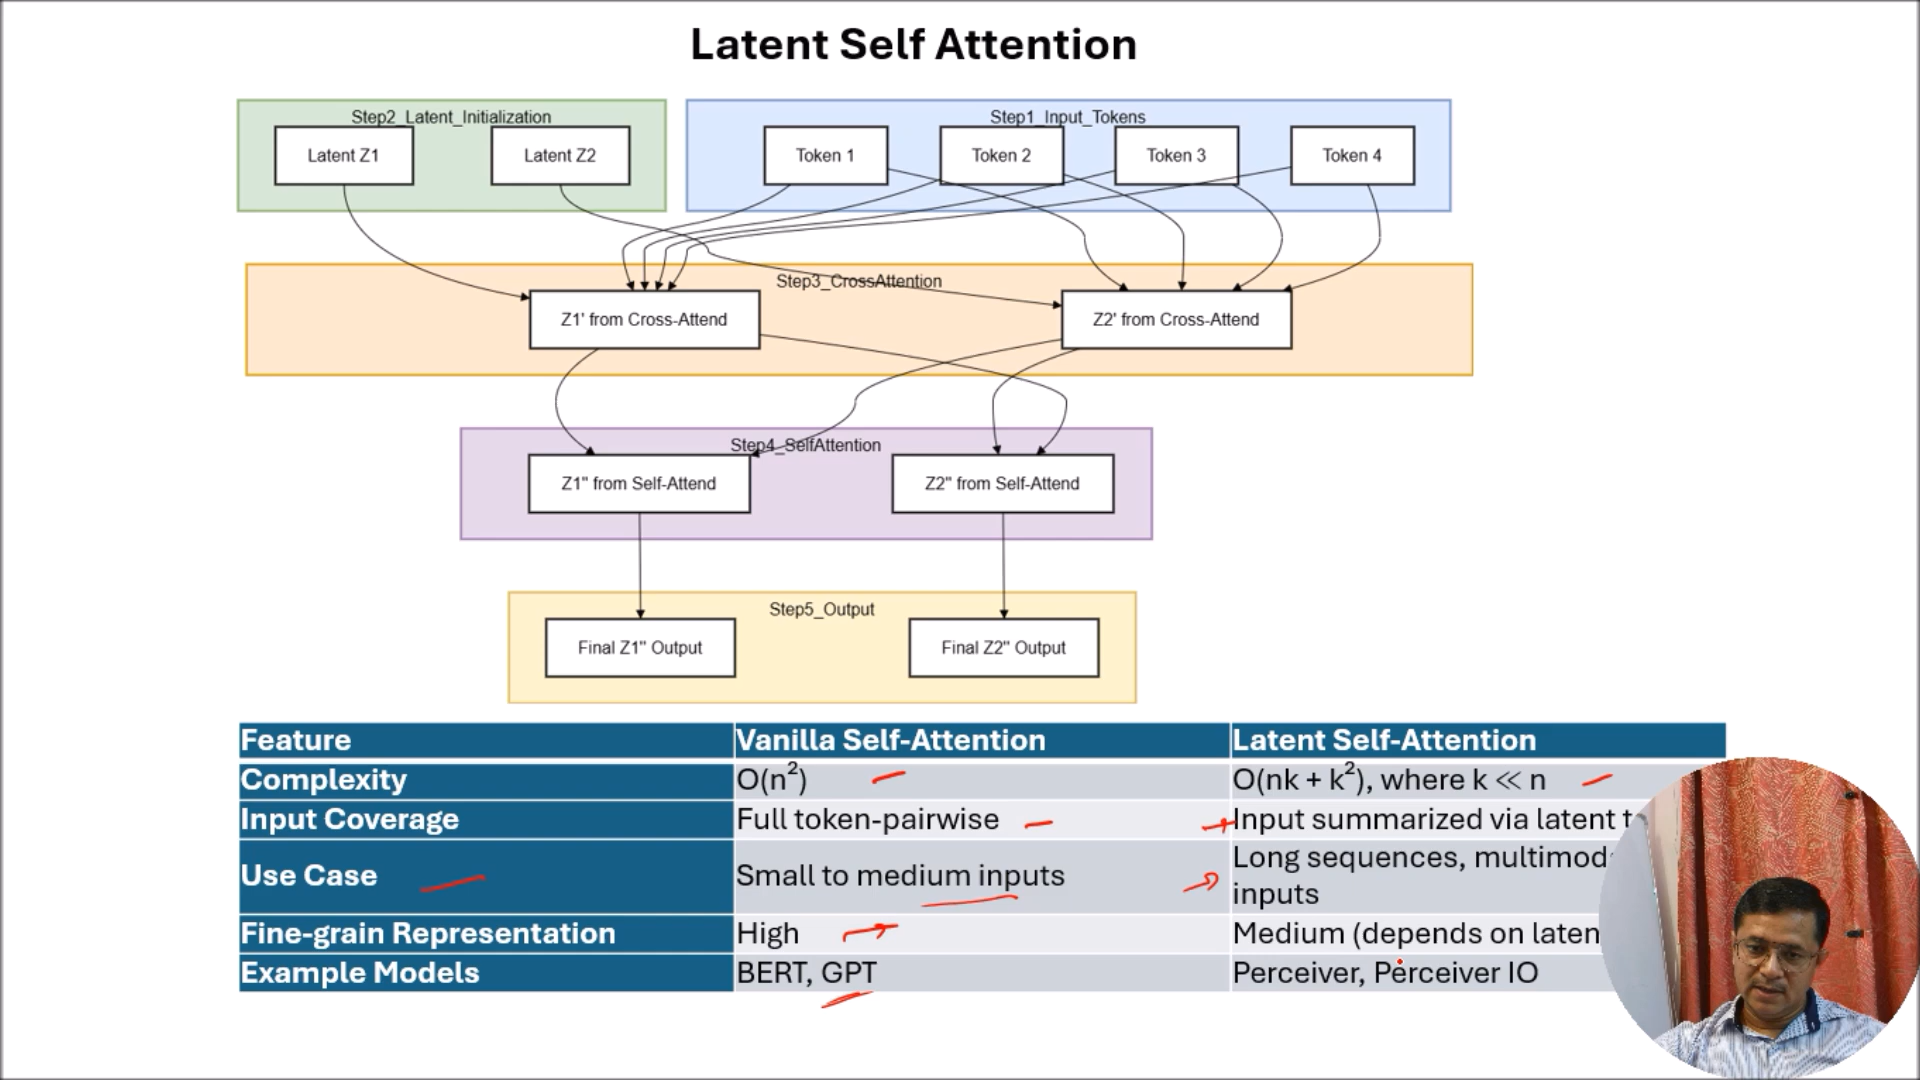 Latent Self Attention
Step2_Latent_Initialization
Step1_Input_Tokens
Latent Z1
Latent Z2
Token 1
Token 2
Token 3
Token 4
Step3_CrossAttention
Z1' from Cross-Attend
Z2' from Cross-Attend
Step4_SelfAttention
Z1" from Self-Attend
Z2" from Self-Attend
Step5_Output
Final Z1" Output
Final Z2" Output
Feature Vanilla Self-Attention Latent Self-Attention
Complexity O(n²) O(nk + k²), where k ≪ n
Input Coverage Full token-pairwise Input summarized via latent
Use Case Small to medium inputs Long sequences,
inputs
Fine-grain Representation High Medium (depends on
Example Models BERT, GPT Perceiver, Perceiver IO